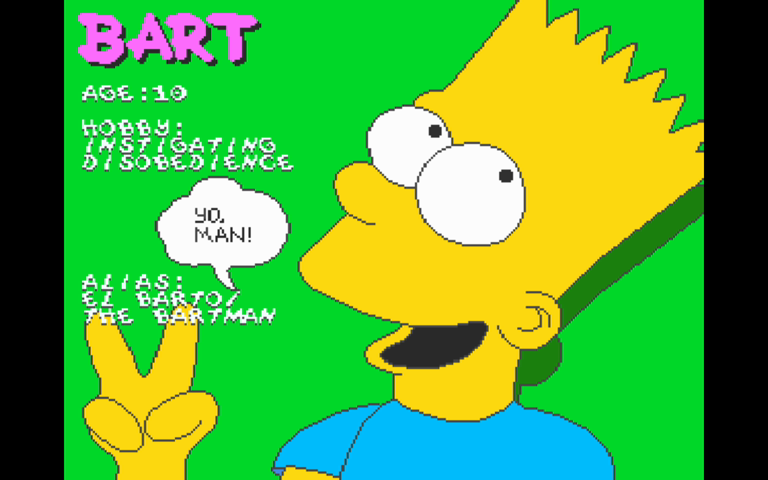 BART
AGE:10
HOBBY:
INSTIGATING
DISOBEDIENCE
YO,
MAN!
ALIAS:
EL BARTO/
THE BARTMAN